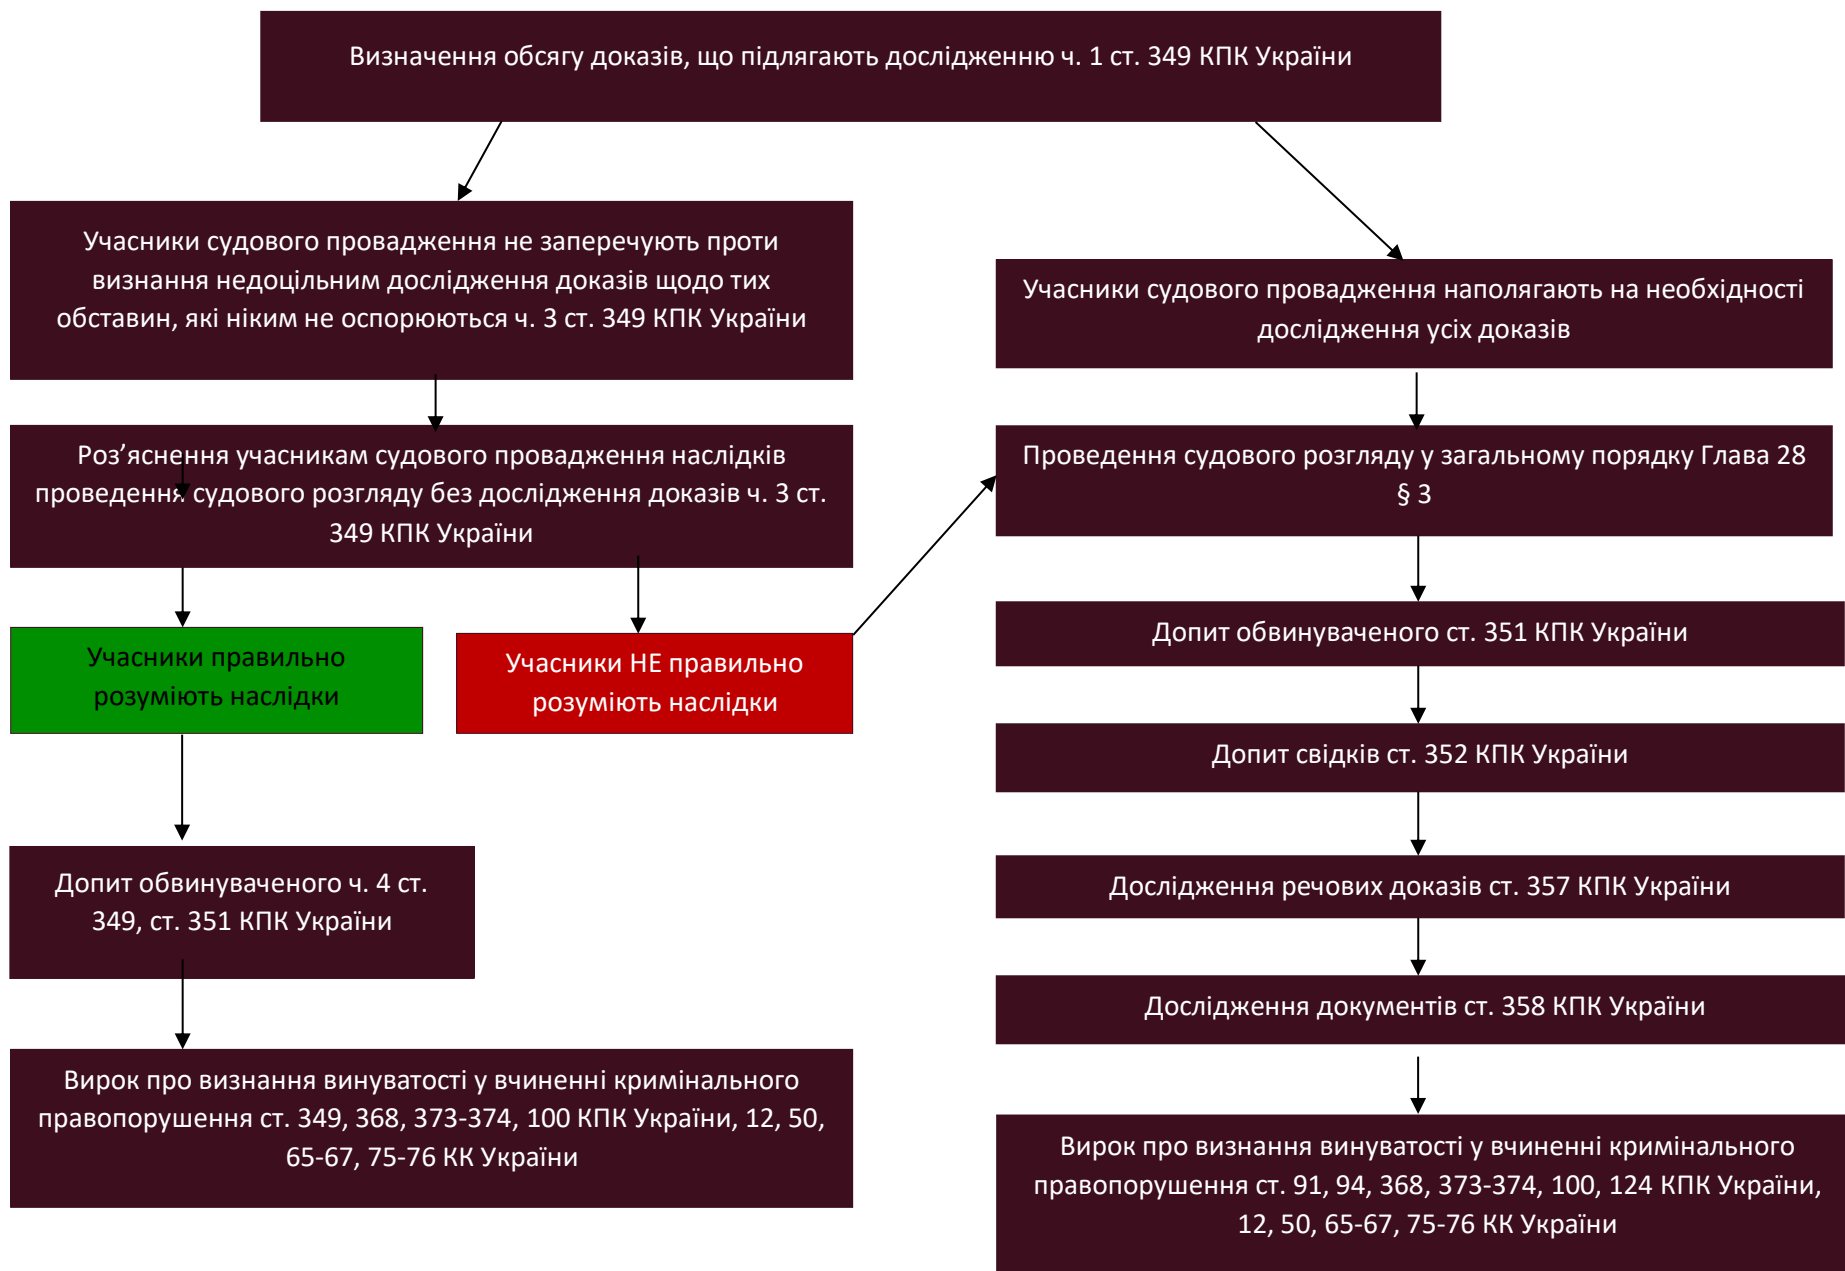 Визначення обсягу доказів, що підлягають дослідженню ч. 1 ст. 349 КПК України
Учасники судового провадження не заперечують проти
визнання недоцільним дослідження доказів щодо тих
обставин, які ніким не оспорюються ч. 3 ст. 349 КПК України
Роз’яснення учасникам судового провадження наслідків
проведення судового розгляду без дослідження доказів ч. 3 ст.
349 КПК України
Учасники правильно
розуміють наслідки
Учасники НЕ правильно
розуміють наслідки
Допит обвинуваченого ч. 4 ст.
349, ст. 351 КПК України
Вирок про визнання винуватості у вчиненні кримінального
правопорушення ст. 349, 368, 373-374, 100 КПК України, 12, 50,
65-67, 75-76 КК України
Учасники судового провадження наполягають на необхідності
дослідження усіх доказів
Проведення судового розгляду у загальному порядку Глава 28
§ 3
Допит обвинуваченого ст. 351 КПК України
Допит свідків ст. 352 КПК України
Дослідження речових доказів ст. 357 КПК України
Дослідження документів ст. 358 КПК України
Вирок про визнання винуватості у вчиненні кримінального
правопорушення ст. 91, 94, 368, 373-374, 100, 124 КПК України,
12, 50, 65-67, 75-76 КК України